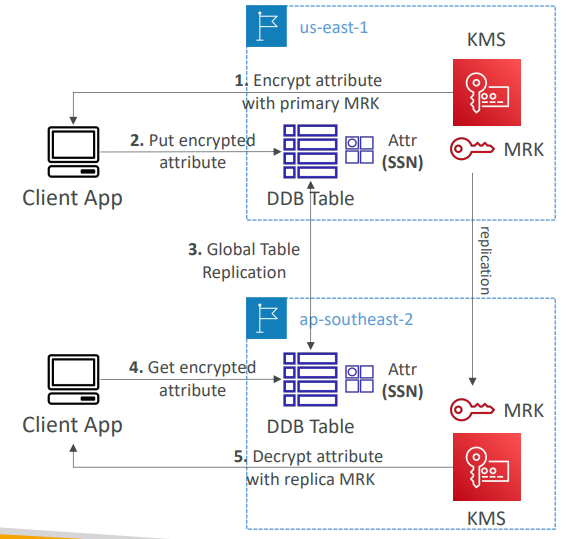 us-east-1
KMS
1. Encrypt attribute
with primary MRK
2. Put encrypted
attribute
Attr
(SSN)
MRK
Client App
DDB Table
3. Global Table
Replication
replication
ap-southeast-2
4. Get encrypted
attribute
Attr
(SSN)
MRK
Client App
DDB Table
5. Decrypt attribute
with replica MRK
KMS